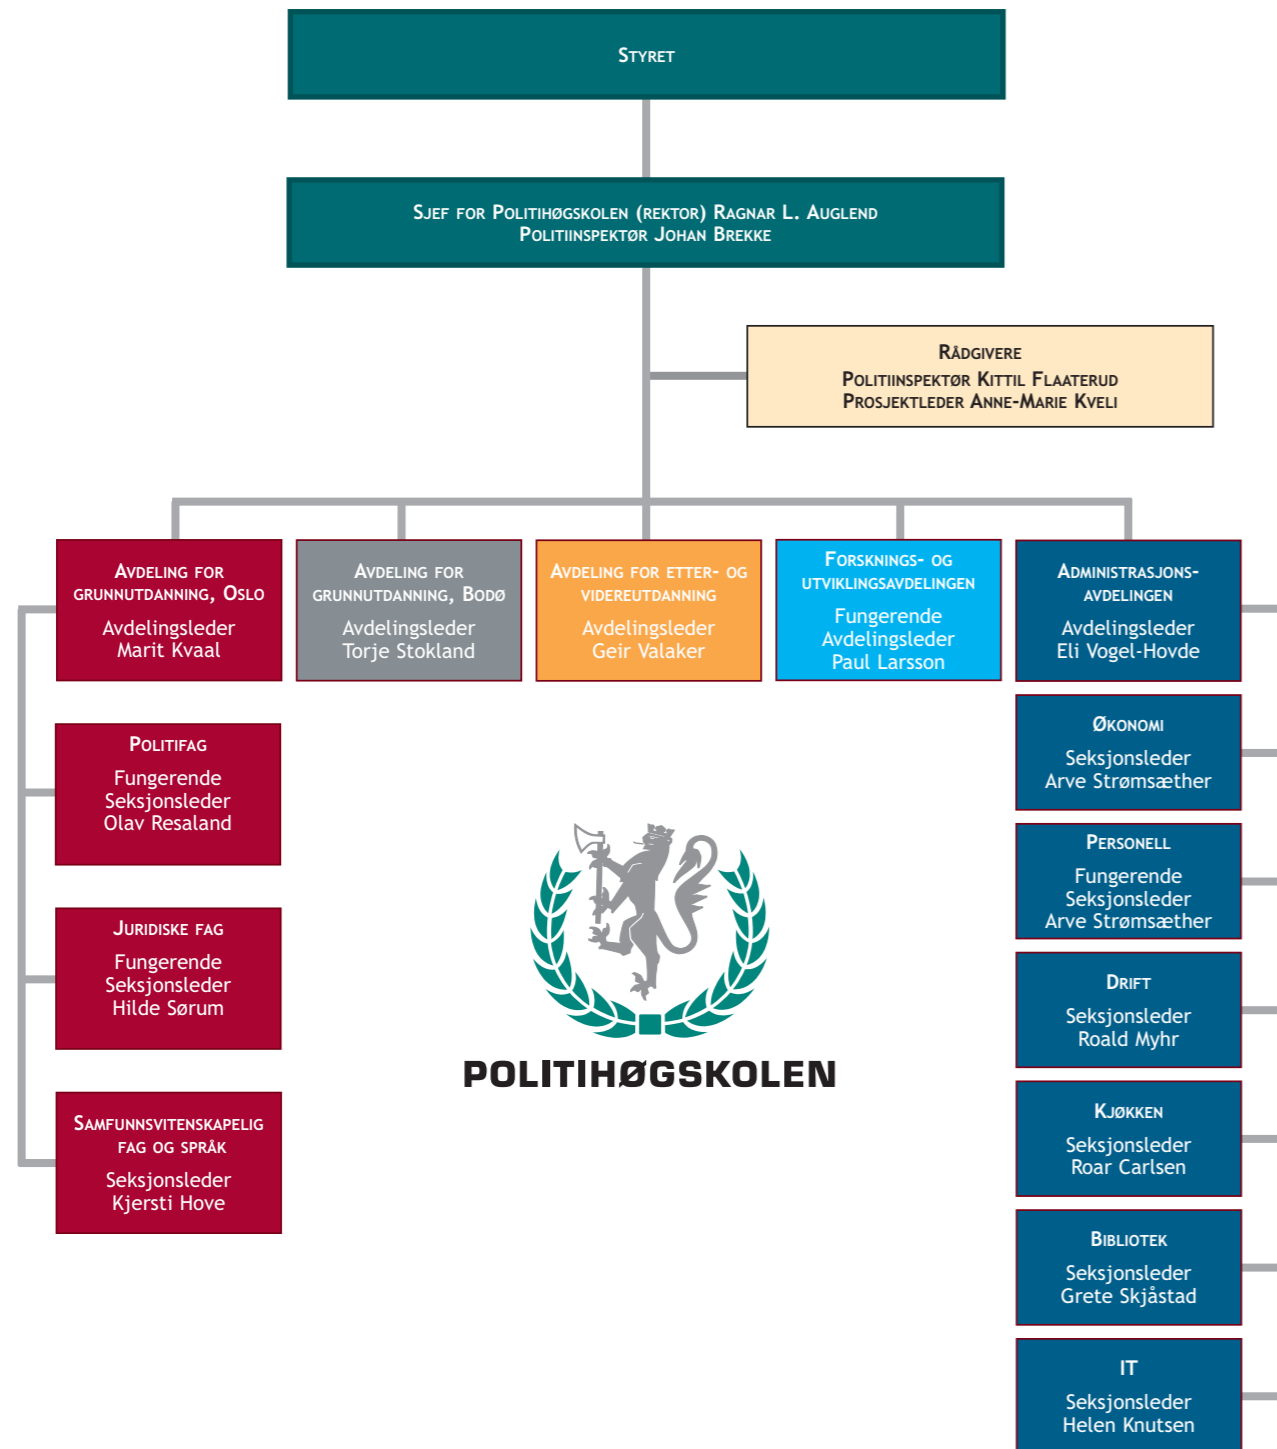 Styret
Sjef for Politihøgskolen (rektor) Ragnar L. Auglend
Politiinspektør Johan Brekke
Rådgivere
Politiinspektør Kittil Flaaterud
Prosjektleder Anne-Marie Kveli
Avdeling for
grunnutdanning, Oslo
Avdelingsleder
Marit Kvaal
Avdeling for
grunnutdanning, Bodø
Avdelingsleder
Torje Stokland
Avdeling for etter- og
videreutdanning
Avdelingsleder
Geir Valaker
Forsknings- og
utviklingsavdelingen
Fungerende
Avdelingsleder
Paul Larsson
Administrasjons-
avdelingen
Avdelingsleder
Eli Vogel-Hovde
Politifag
Fungerende
Seksjonsleder
Olav Resaland
Juridiske fag
Fungerende
Seksjonsleder
Hilde Sørum
Samfunnsvitenskapelig
fag og språk
Seksjonsleder
Kjersti Hove
POLITIHØGSKOLEN
Økonomi
Seksjonsleder
Arve Strømsæther
Personell
Fungerende
Seksjonsleder
Arve Strømsæther
Drift
Seksjonsleder
Roald Myhr
Kjøkken
Seksjonsleder
Roar Carlsen
Bibliotek
Seksjonsleder
Grete Skjåstad
IT
Seksjonsleder
Helen Knutsen